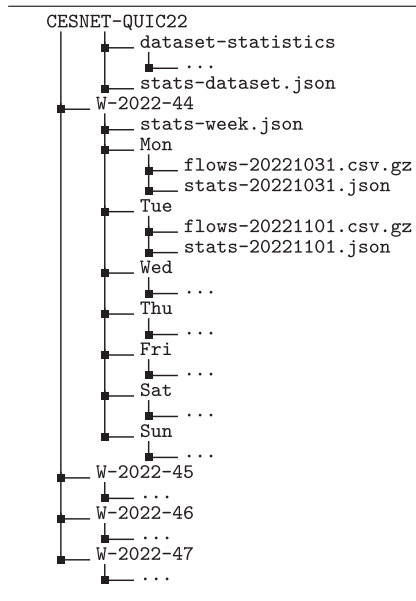 CESNET-QUIC22
dataset-statistics
...
stats-dataset.json
W-2022-44
stats-week.json
Mon
flows-20221031.csv.gz
stats-20221031.json
Tue
flows-20221101.csv.gz
stats-20221101.json
Wed
...
Thu
...
Fri
...
Sat
...
Sun
...
W-2022-45
...
W-2022-46
...
W-2022-47
...